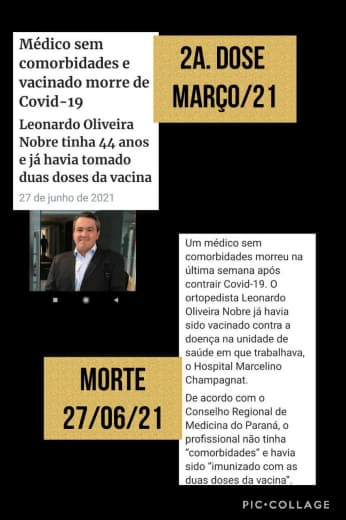 Médico sem
comorbidades e
vacinado morre de
Covid-19
Leonardo Oliveira
Nobre tinha 44 anos
e já havia tomado
duas doses da vacina
27 de junho de 2021
2A. DOSE
MARÇO/21
Um médico sem
comorbidades morreu na
última semana após
contrair Covid-19. O
ortopedista Leonardo
Oliveira Nobre já havia
sido vacinado contra a
doença na unidade de
saúde em que trabalhava,
o Hospital Marcelino
Champagnat.
De acordo com o
Conselho Regional de
Medicina do Paraná, o
profissional não tinha
“comorbidades” e havia
sido “imunizado com as
duas doses da vacina”.
MORTE
27/06/21
PIC•COLLAGE